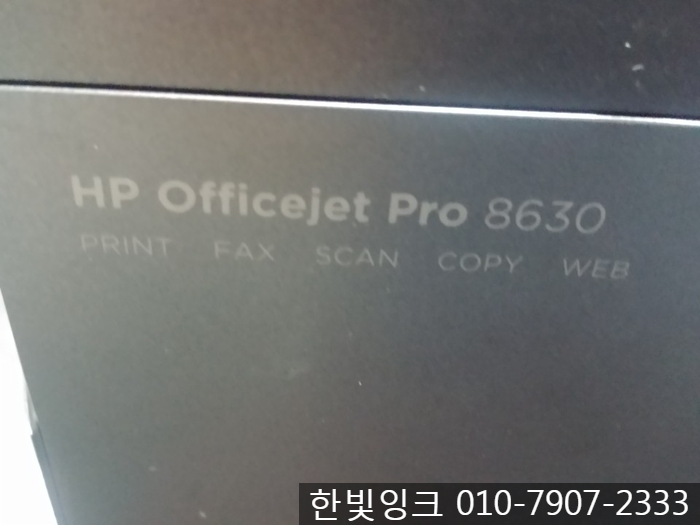 HP Officejet Pro 8630
PRINT FAX SCAN COPY WEB
한빛잉크 010-7907-2333